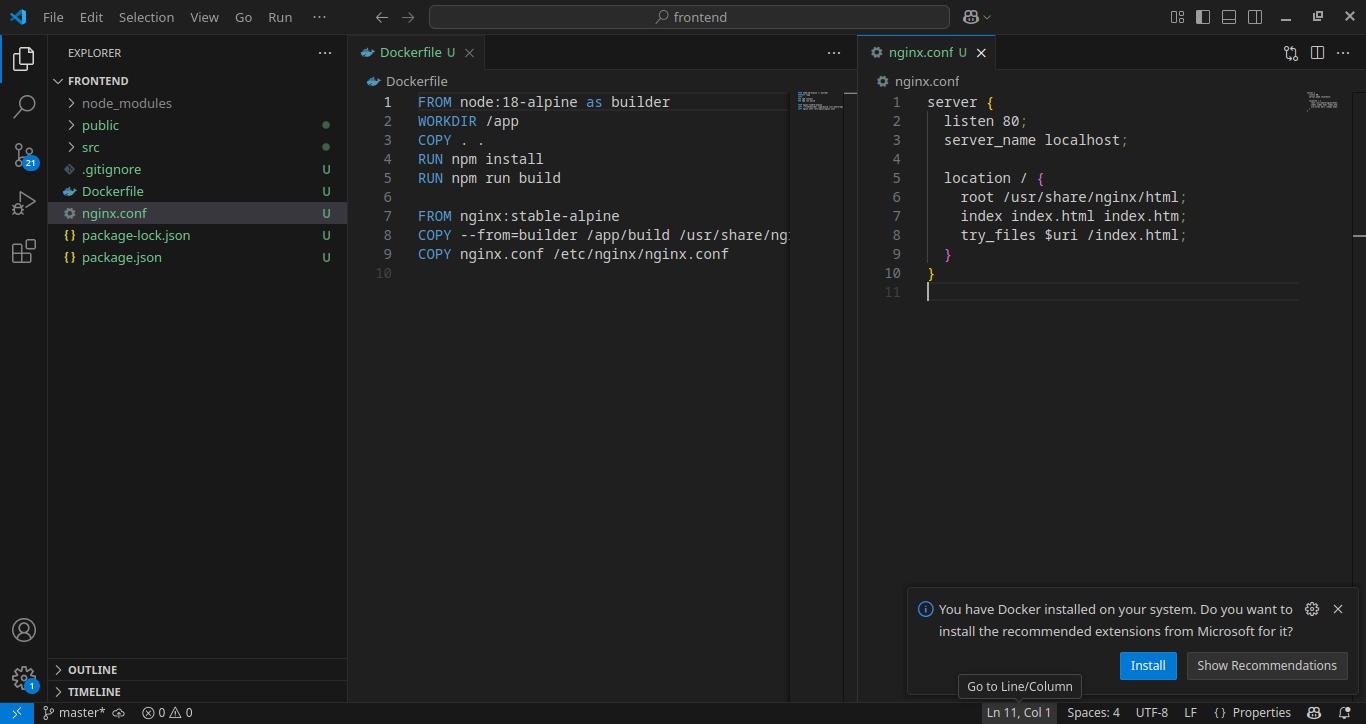 File Edit Selection View Go Run ···
frontend
EXPLORER
FRONTEND
node_modules
public
src
.gitignore U
Dockerfile U
nginx.conf U
package-lock.json U
package.json U
OUTLINE
TIMELINE
21
1
Dockerfile U
Dockerfile
1 FROM node:18-alpine as builder
2 WORKDIR /app
3 COPY . .
4 RUN npm install
5 RUN npm run build
6
7 FROM nginx:stable-alpine
8 COPY --from=builder /app/build /usr/share/ngi
9 COPY nginx.conf /etc/nginx/nginx.conf
10
nginx.conf U
nginx.conf
1 server {
2 listen 80;
3 server_name localhost;
4
5 location / {
6 root /usr/share/nginx/html;
7 index index.html index.htm;
8 try_files $uri /index.html;
9 }
10 }
11
You have Docker installed on your system. Do you want to
install the recommended extensions from Microsoft for it?
Install Show Recommendations
Go to Line/Column
master* 0 0 Ln 11, Col 1 Spaces: 4 UTF-8 LF {} Properties